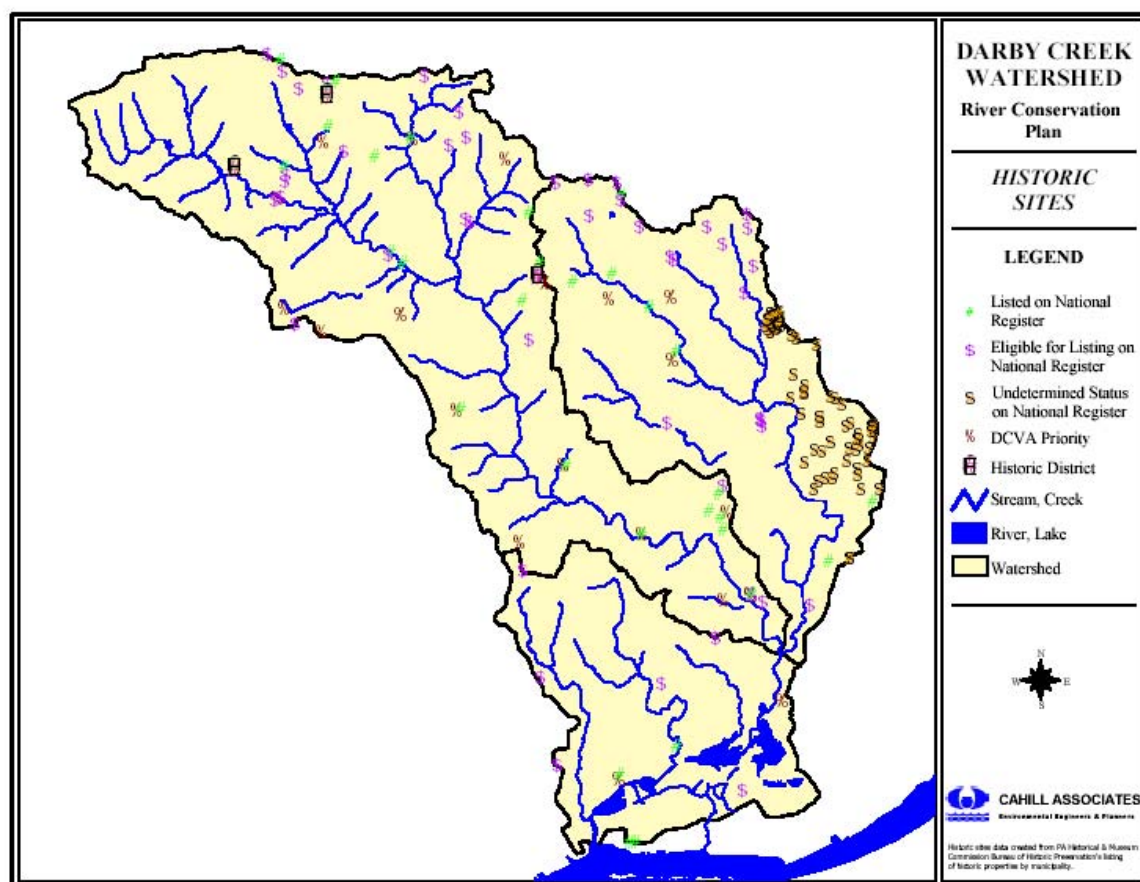 DARBY CREEK
WATERSHED
River Conservation
Plan
HISTORIC
SITES
LEGEND
# Listed on National
Register
$ Eligible for Listing on
National Register
S Undetermined Status
on National Register
% DCVA Priority
Historic District
Stream, Creek
River, Lake
Watershed
N
W E
S
CAHILL ASSOCIATES
Environmental Engineers & Planners
Historic sites data created from PA Historical & Museum
Commission Bureau of Historic Preservation's listing
of historic properties by municipality.